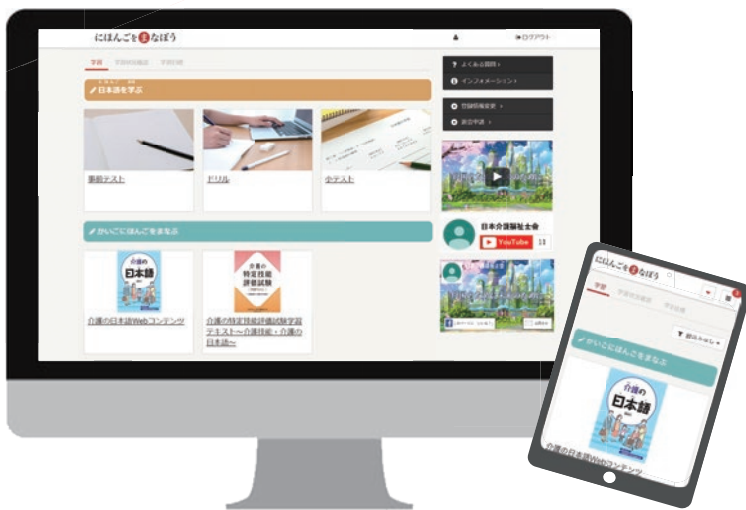 にほんごをまなぼう
ログアウト
学習
学習状況確認
学習目標
よくある質問
インフォメーション
日本語を学ぶ
登録情報変更
退会申請
事前テスト
ドリル
小テスト
日本介護福祉士会
YouTube
かいごにほんごをまなぶ
介護の
日本語
介護の
特定技能
評価試験
介護の日本語Webコンテンツ
介護の特定技能評価試験学習
テキスト~介護技能・介護の
日本語~
にほんごをまなぼう
学習
学習状況確認
学習目標
かいごにほんごをまなぶ
介護の
日本語
介護の日本語Webコンテンツ